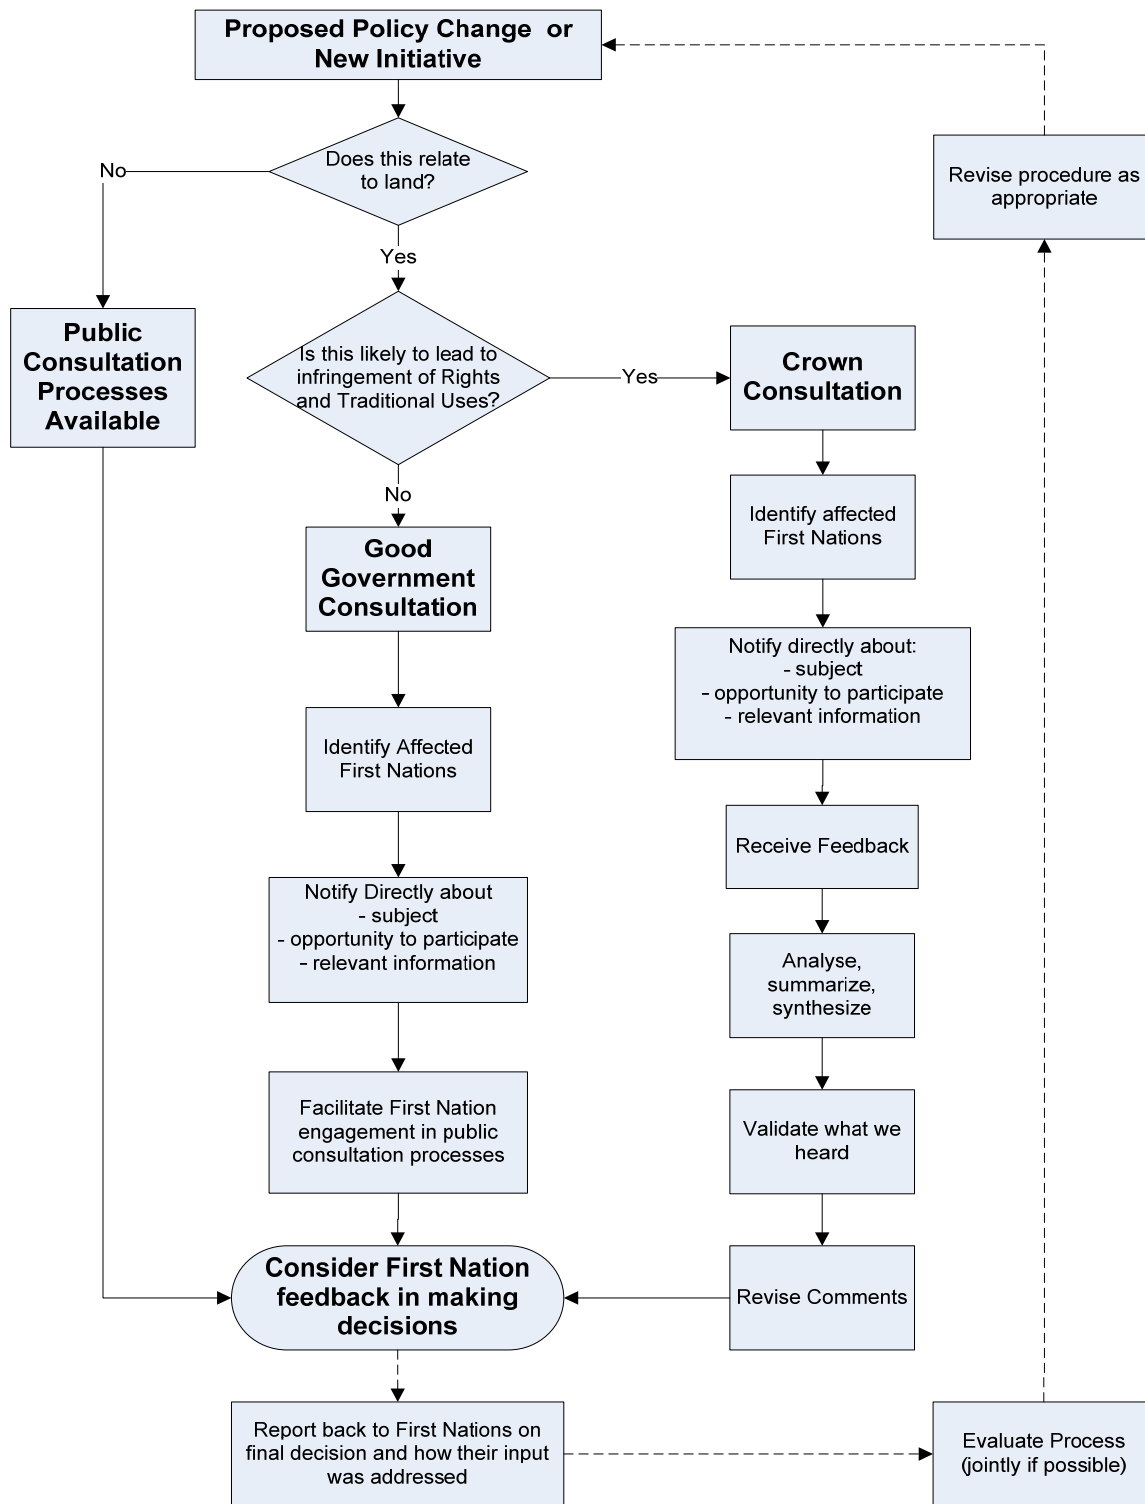 Proposed Policy Change or
New Initiative
Does this relate
to land?
No
Yes
Revise procedure as
appropriate
Public
Consultation
Processes
Available
Is this likely to lead to
infringement of Rights
and Traditional Uses?
Yes
No
Crown
Consultation
Identify affected
First Nations
Notify directly about:
- subject
- opportunity to participate
- relevant information
Receive Feedback
Analyse,
summarize,
synthesize
Validate what we
heard
Revise Comments
Good
Government
Consultation
Identify Affected
First Nations
Notify Directly about
- subject
- opportunity to participate
- relevant information
Facilitate First Nation
engagement in public
consultation processes
Consider First Nation
feedback in making
decisions
Report back to First Nations on
final decision and how their input
was addressed
Evaluate Process
(jointly if possible)